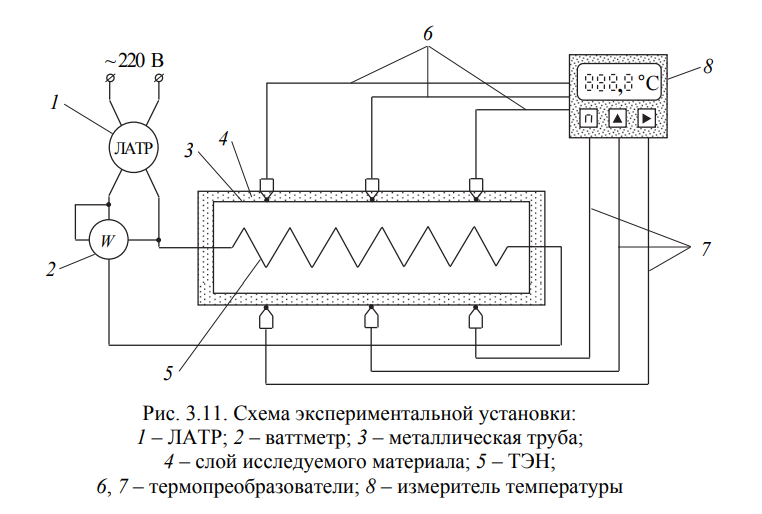 6
~220 В
8
888,8 °C
1
4
ЛАТР
3
W
7
2
5
Рис. 3.11. Схема экспериментальной установки:
1 – ЛАТР; 2 – ваттметр; 3 – металлическая труба;
4 – слой исследуемого материала; 5 – ТЭН;
6, 7 – термопреобразователи; 8 – измеритель температуры